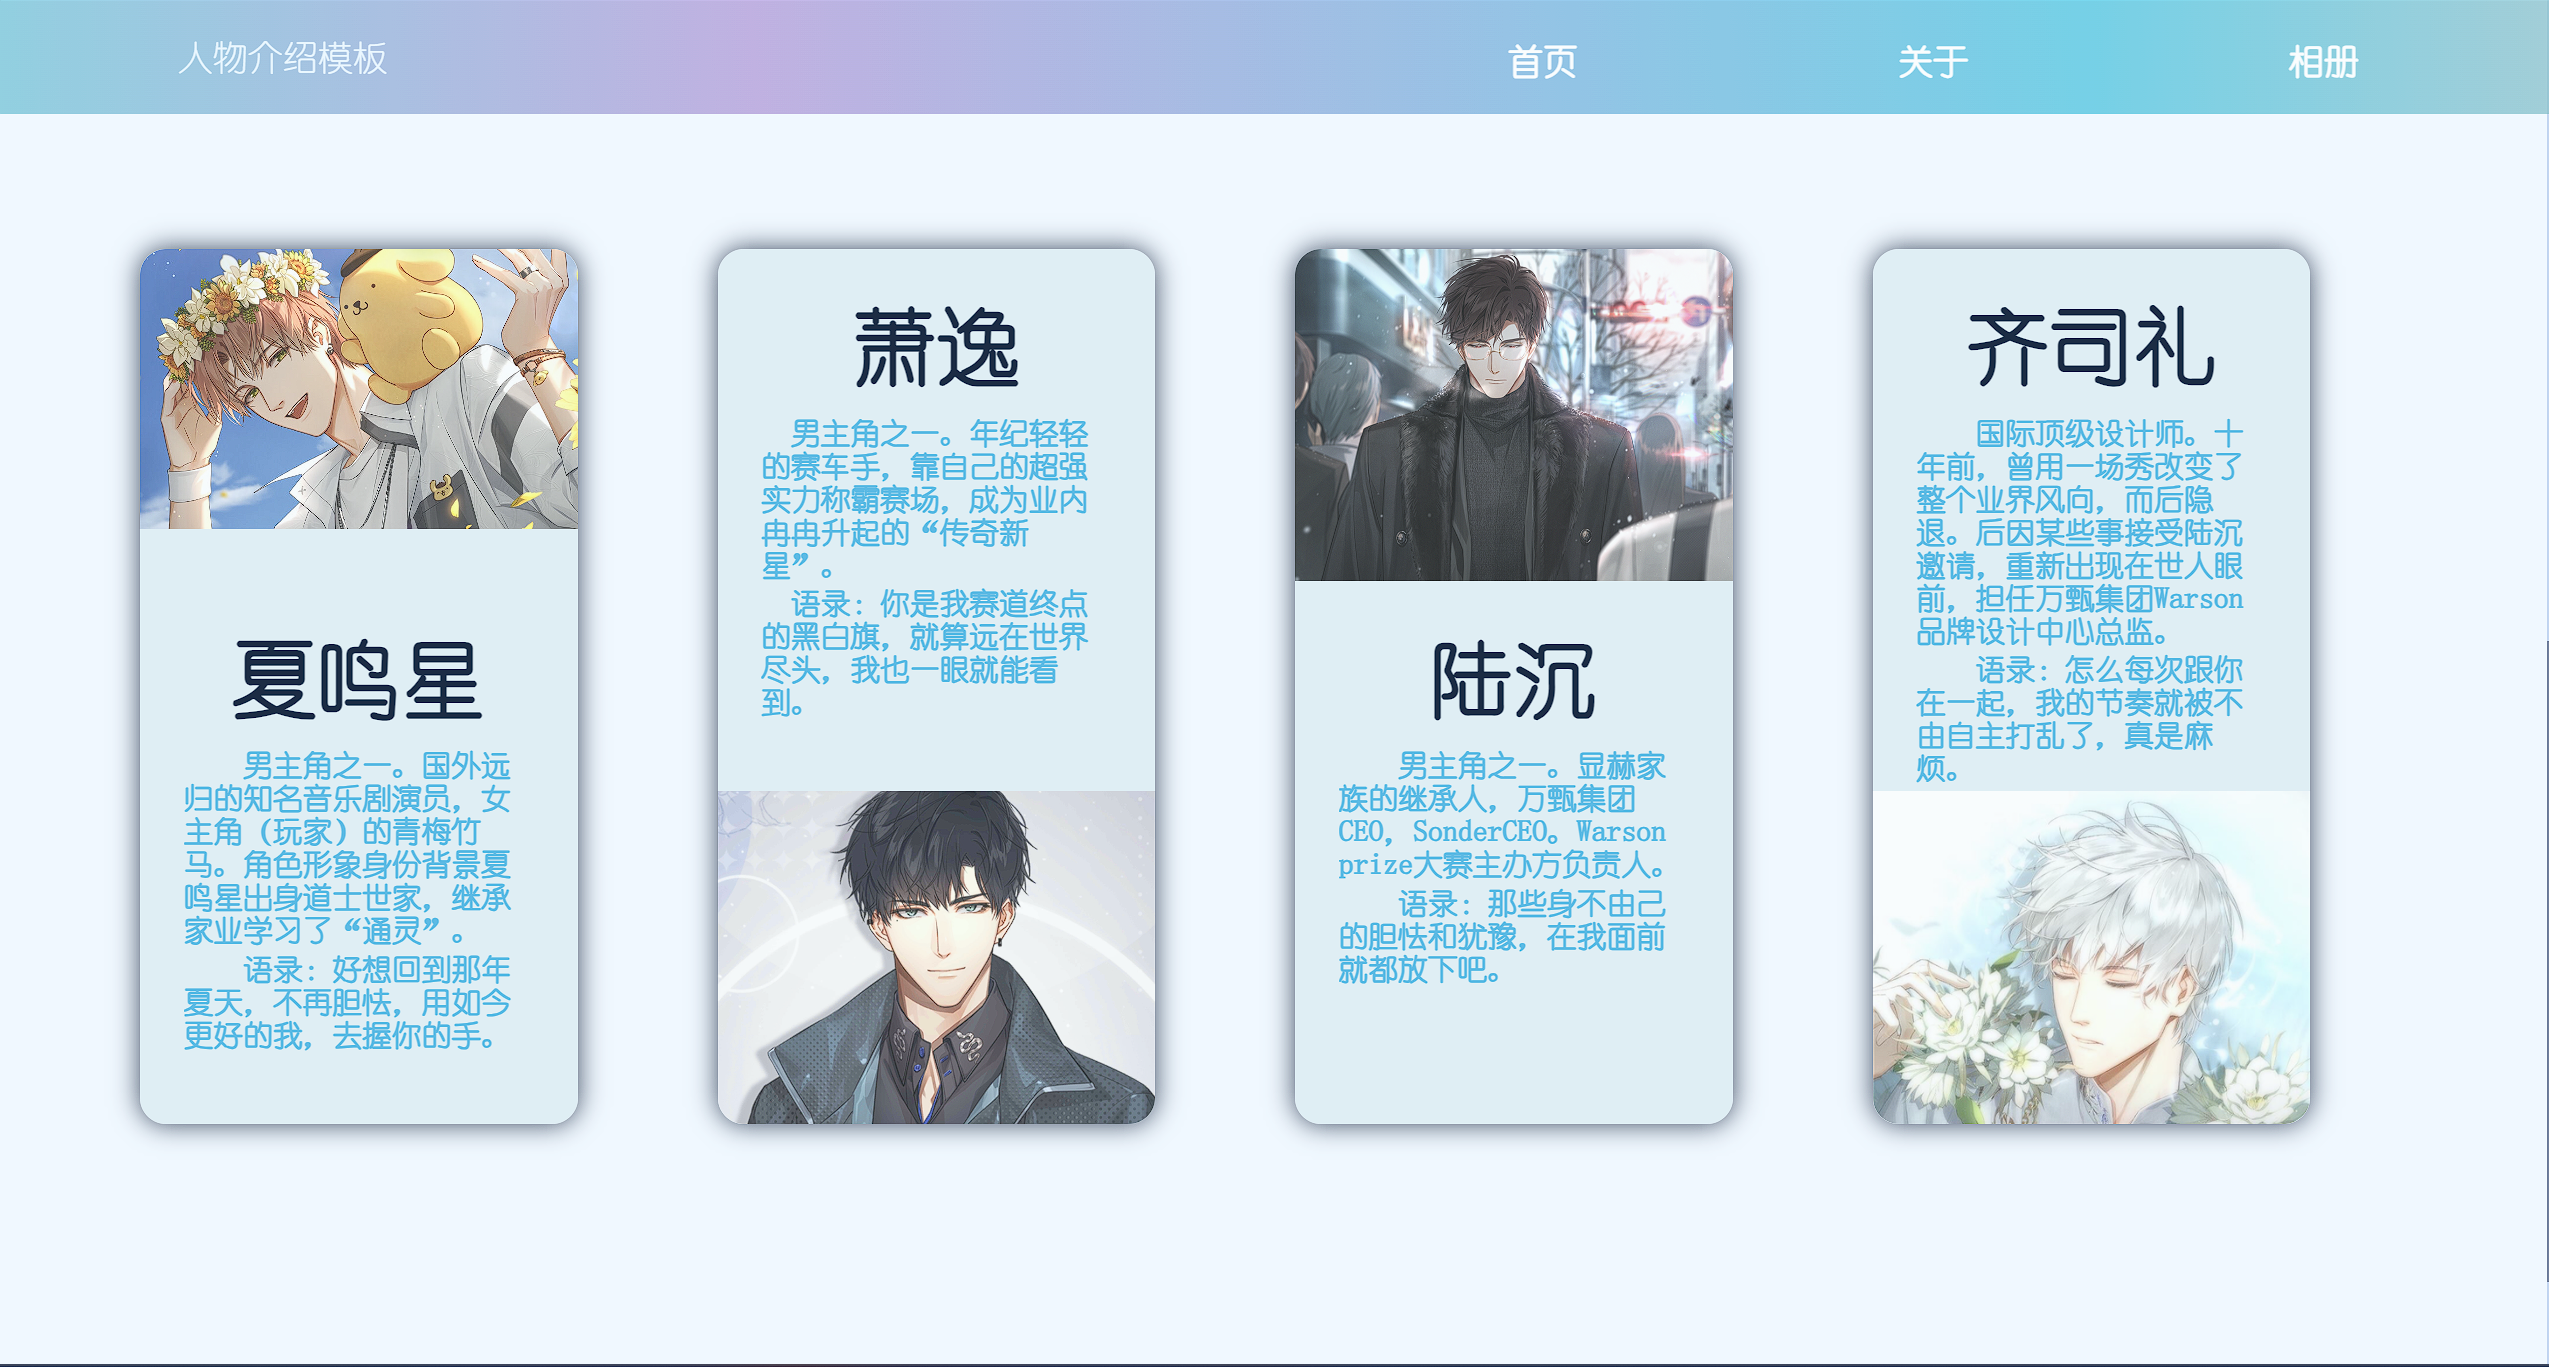 人物介绍模板
首页
关于
相册
夏鸣星
男主角之一。国外远
归的知名音乐剧演员，女
主角（玩家）的青梅竹
马。角色形象身份背景夏
鸣星出身道士世家，继承
家业学习了“通灵”。
语录：好想回到那年
夏天，不再胆怯，用如今
更好的我，去握你的手。
萧逸
男主角之一。年纪轻轻
的赛车手，靠自己的超强
实力称霸赛场，成为业内
冉冉升起的“传奇新
星”。
语录：你是我赛道终点
的黑白旗，就算远在世界
尽头，我也一眼就能看
到。
陆沉
男主角之一。显赫家
族的继承人，万甄集团
CEO，SonderCEO。Warson
prize大赛主办方负责人。
语录：那些身不由己
的胆怯和犹豫，在我面前
就都放下吧。
齐司礼
国际顶级设计师。十
年前，曾用一场秀改变了
整个业界风向，而后隐
退。后因某些事接受陆沉
邀请，重新出现在世人眼
前，担任万甄集团Warson
品牌设计中心总监。
语录：怎么每次跟你
在一起，我的节奏就被不
由自主打乱了，真是麻
烦。